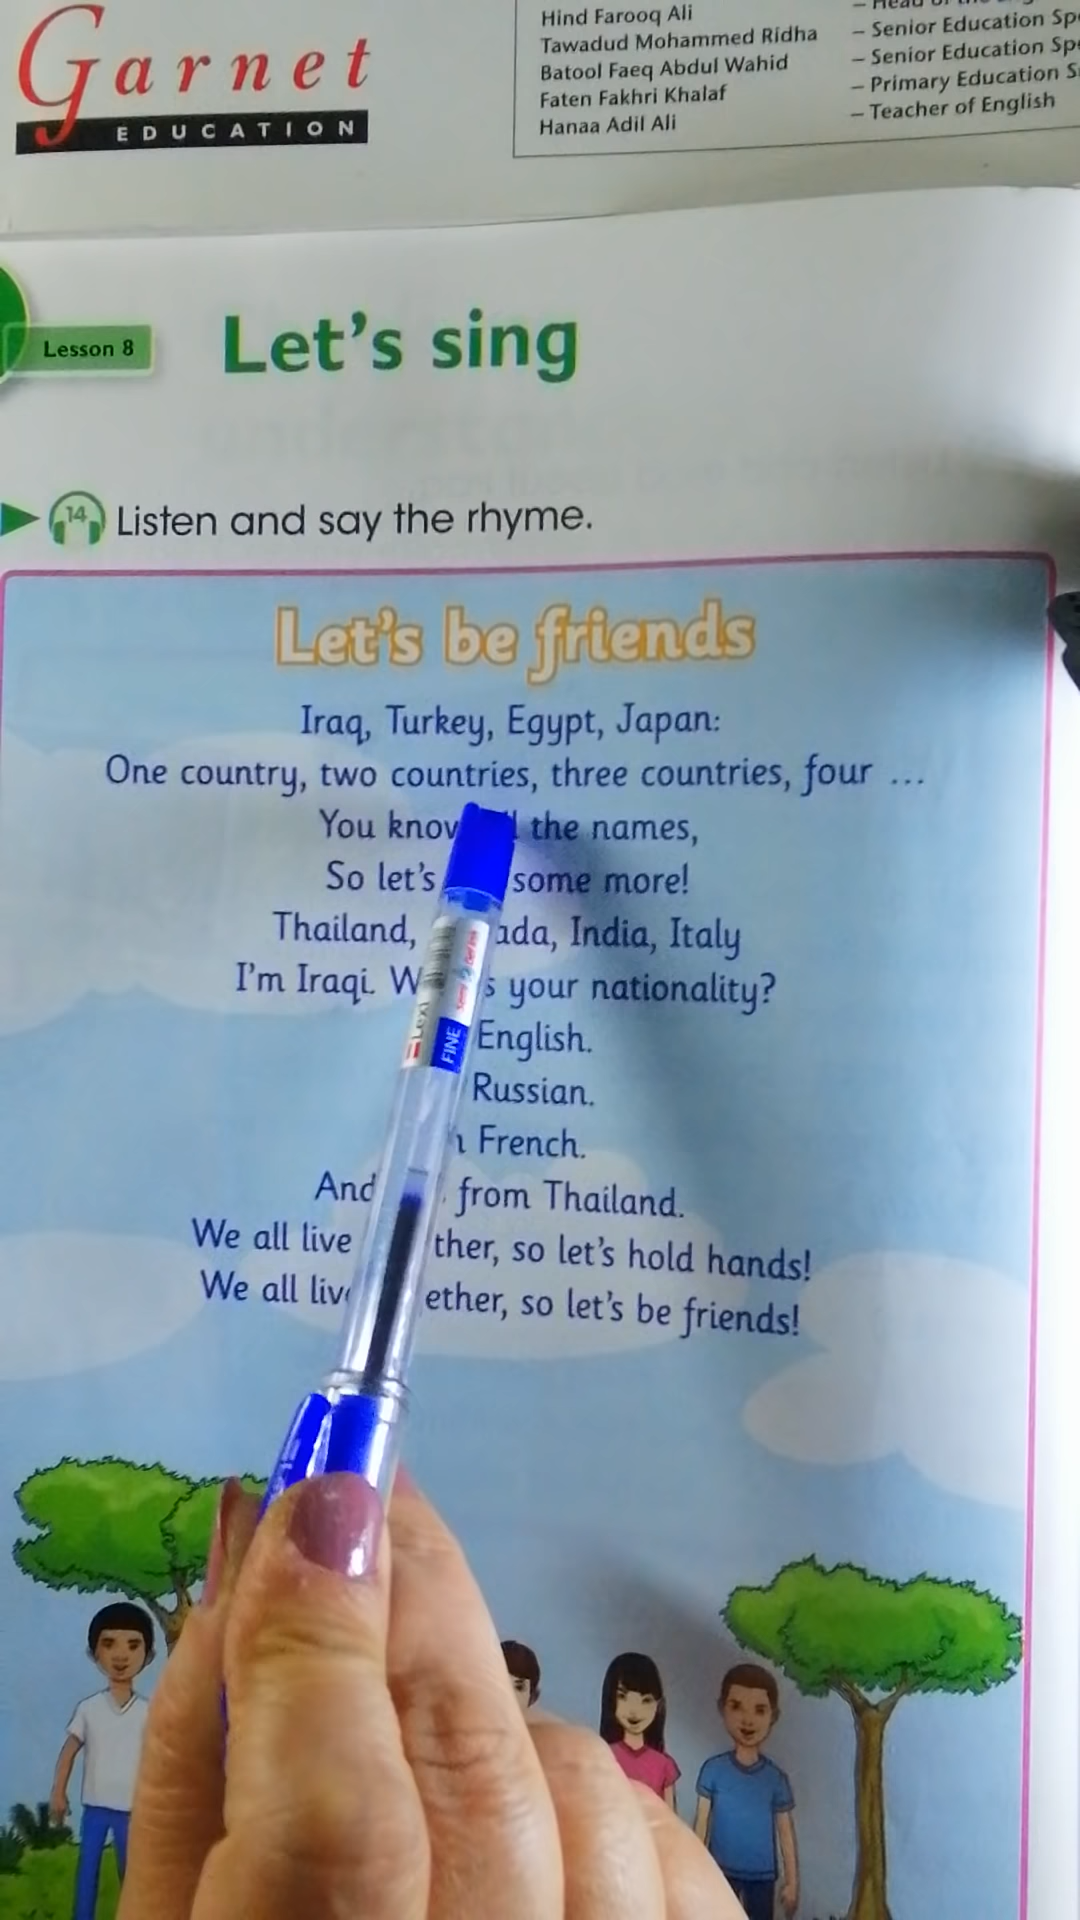 Garnet
EDUCATION
Hind Farooq Ali
Tawadud Mohammed Ridha
Batool Faeq Abdul Wahid
Faten Fakhri Khalaf
Hanaa Adil Ali
– Senior Education
– Senior Education
– Primary Education
– Teacher of English
Lesson 8
Let's sing
14 Listen and say the rhyme.
Let's be friends
Iraq, Turkey, Egypt, Japan:
One country, two countries, three countries, four ...
You the names,
So let's some more!
Thailand, India, Italy
I'm Iraqi. your nationality?
English.
Russian.
French.
And from Thailand.
We all live so let's hold hands!
We all so let's be friends!
Lexi
FINE